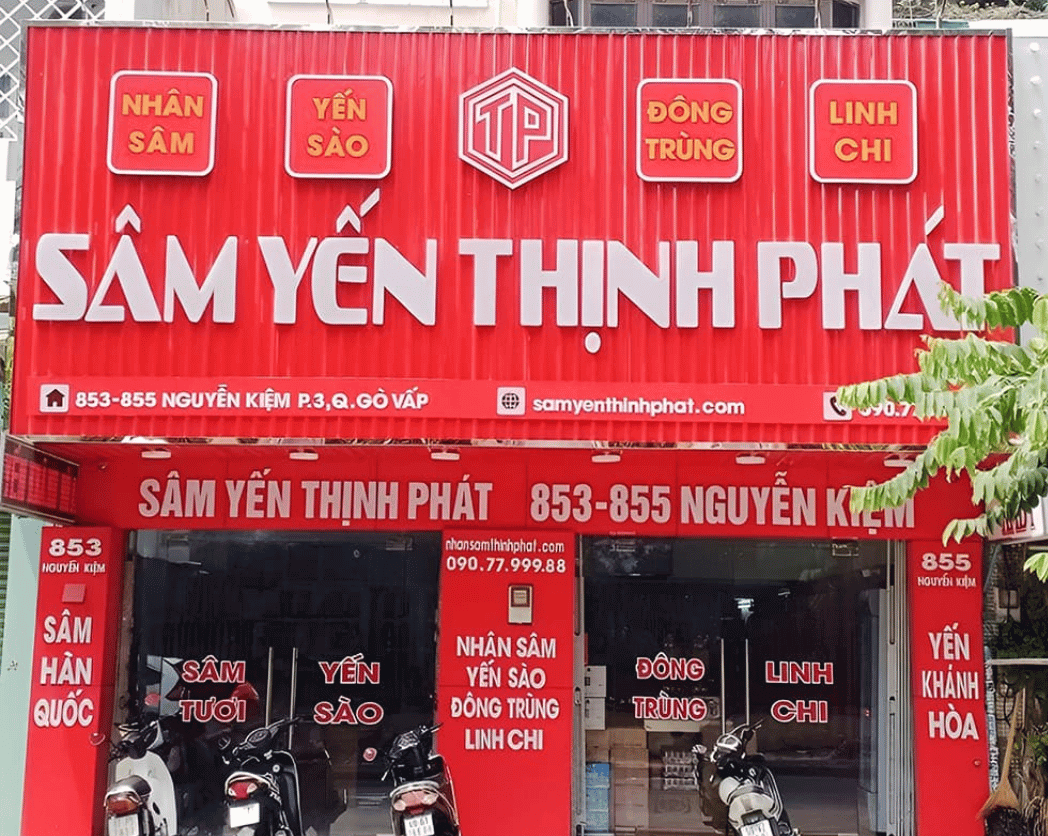 NHÂN
SÂM
YẾN
SÀO
TP
ĐÔNG
TRÙNG
LINH
CHI
SÂM YẾN THỊNH PHÁT
853-855 NGUYỄN KIỆM P.3,Q.GÒ VẤP
samyenthinhphat.com
SÂM YẾN THỊNH PHÁT
853-855 NGUYỄN KIỆM
853
NGUYỄN KIỆM
SÂM
HÀN
QUỐC
SÂM
TƯƠI
YẾN
SÀO
nhansamthinhphat.com
090.77.999.88
NHÂN SÂM
YẾN SÀO
ĐÔNG TRÙNG
LINH CHI
ĐÔNG
TRÙNG
LINH
CHI
855
NGUYỄN KIỆM
YẾN
KHÁNH
HÒA